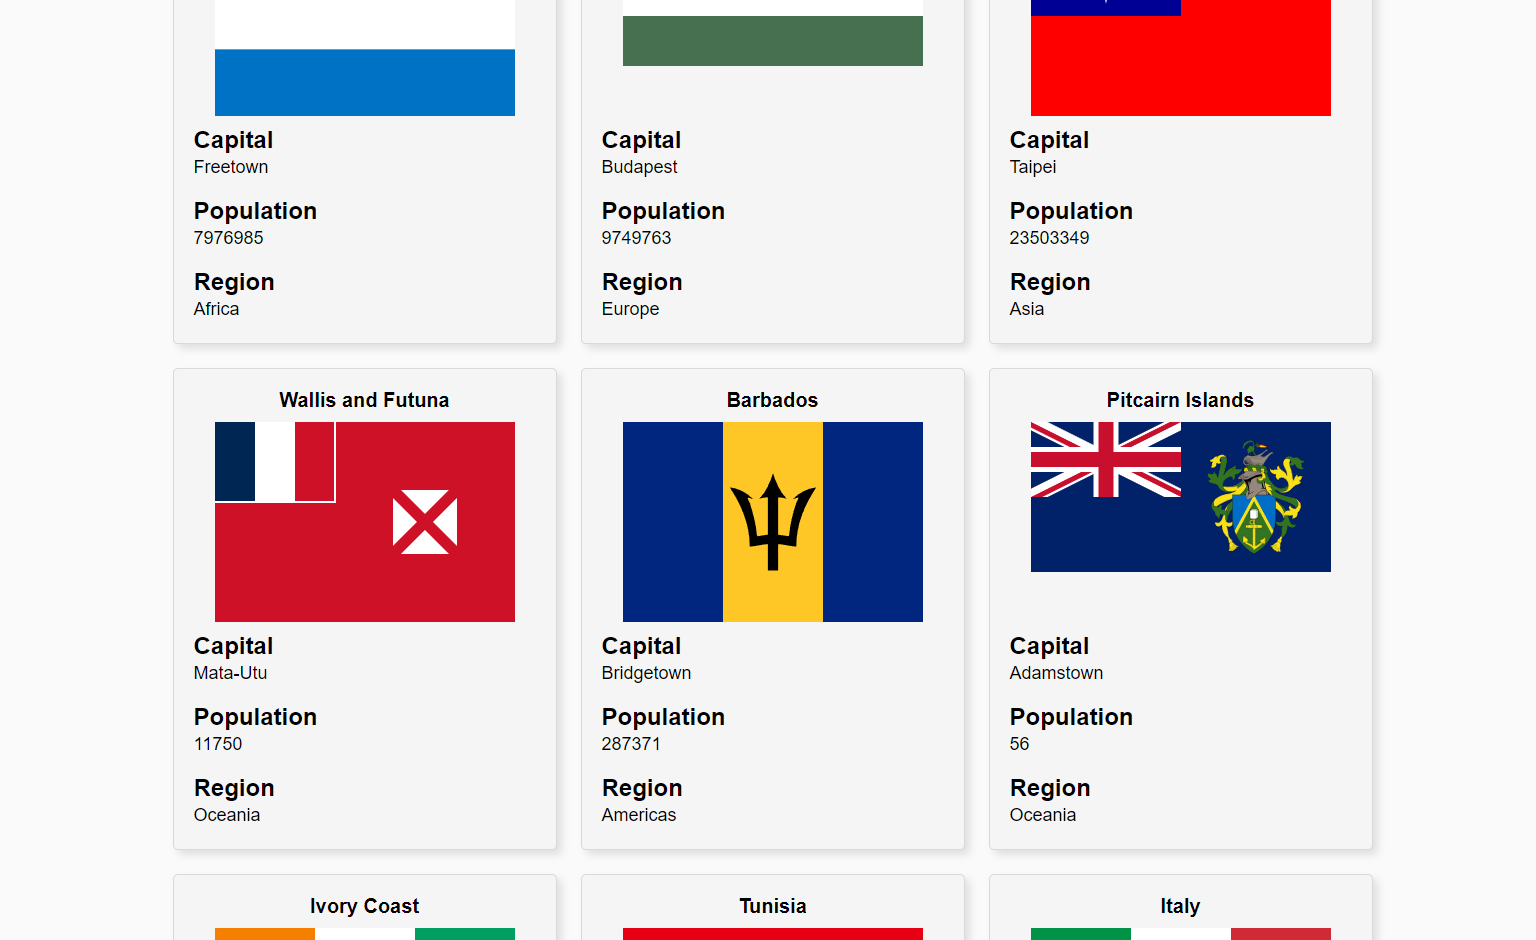 Capital
Freetown
Population
7976985
Region
Africa
Capital
Budapest
Population
9749763
Region
Europe
Capital
Taipei
Population
23503349
Region
Asia
Wallis and Futuna
Capital
Mata-Utu
Population
11750
Region
Oceania
Barbados
Capital
Bridgetown
Population
287371
Region
Americas
Pitcairn Islands
Capital
Adamstown
Population
56
Region
Oceania
Ivory Coast
Tunisia
Italy